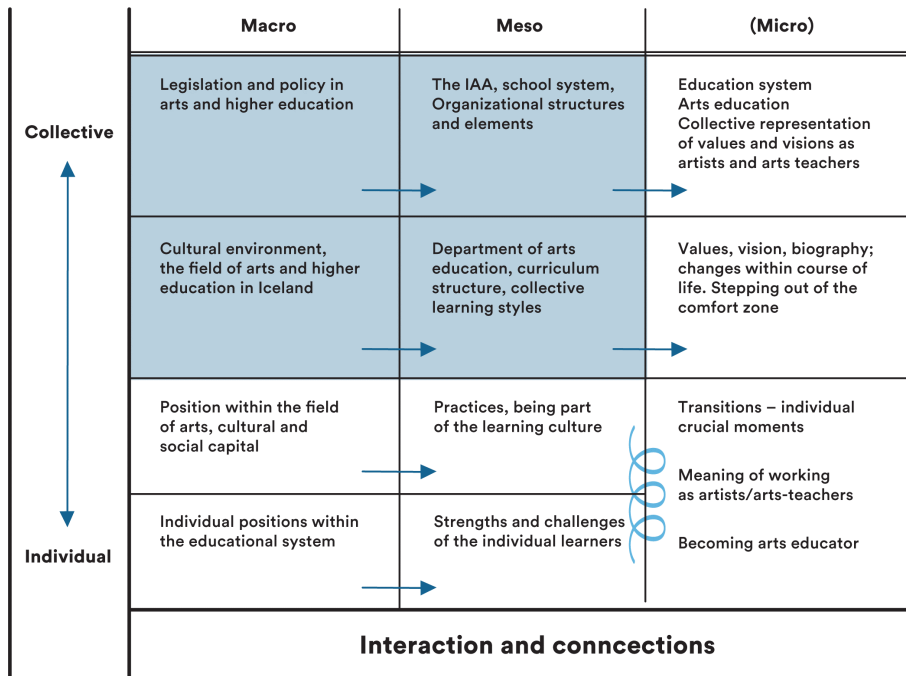 Macro
Meso
(Micro)
Collective
Legislation and policy in
arts and higher education
The IAA, school system,
Organizational structures
and elements
Education system
Arts education
Collective representation
of values and visions as
artists and arts teachers
Cultural environment,
the field of arts and higher
education in Iceland
Department of arts
education, curriculum
structure, collective
learning styles
Values, vision, biography;
changes within course of
life. Stepping out of the
comfort zone
Position within the field
of arts, cultural and
social capital
Practices, being part
of the learning culture
Transitions – individual
crucial moments
Meaning of working
as artists/arts-teachers
Becoming arts educator
Individual
Individual positions within
the educational system
Strengths and challenges
of the individual learners
Interaction and conncections